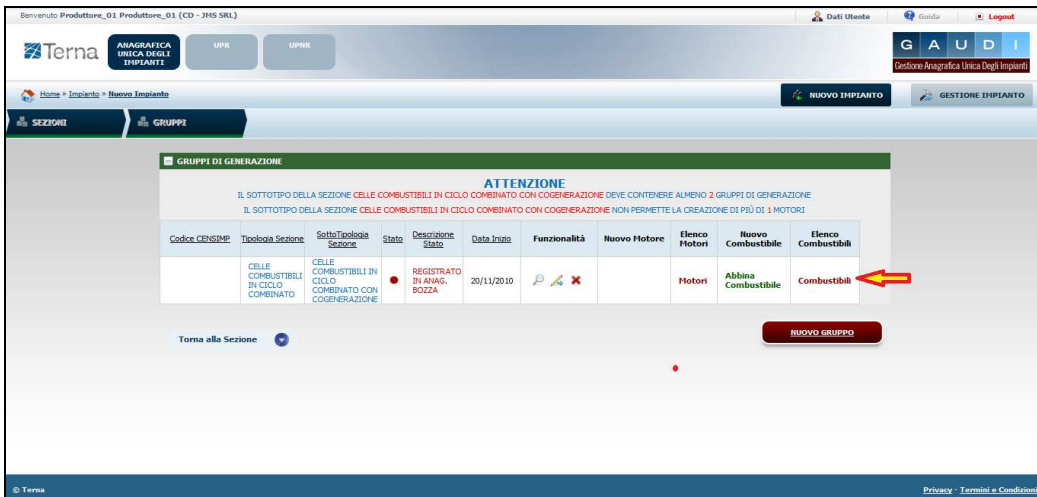 Benvenuto Produttore_01 Produttore_01 (CD - JMS SRL)
Dati Utente
Guida
Logout
Terna
ANAGRAFICA
UNICA DEGLI
IMPIANTI
UPR
UPNR
G A U D I
Gestione Anagrafica Unica Degli Impianti
Home » Impianto » Nuovo Impianto
NUOVO IMPIANTO
GESTIONE IMPIANTO
SEZIONI
GRUPPI
GRUPPI DI GENERAZIONE
ATTENZIONE
IL SOTTOTIPO DELLA SEZIONE CELLE COMBUSTIBILI IN CICLO COMBINATO CON COGENERAZIONE DEVE CONTENERE ALMENO 2 GRUPPI DI GENERAZIONE
IL SOTTOTIPO DELLA SEZIONE CELLE COMBUSTIBILI IN CICLO COMBINATO CON COGENERAZIONE NON PERMETTE LA CREAZIONE DI PIÙ DI 1 MOTORI
Codice CENSIMP
Tipologia Sezione
SottoTipologia
Sezione
Stato
Descrizione
Stato
Data Inizio
Funzionalità
Nuovo Motore
Elenco
Motori
Nuovo
Combustibile
Elenco
Combustibili
CELLE
COMBUSTIBILI
IN CICLO
COMBINATO
CELLE
COMBUSTIBILI IN
CICLO
COMBINATO CON
COGENERAZIONE
REGISTRATO
IN ANAG.
BOZZA
20/11/2010
Motori
Abbina
Combustibile
Combustibili
Torna alla Sezione
NUOVO GRUPPO
© Terna
Privacy - Termini e Condizioni